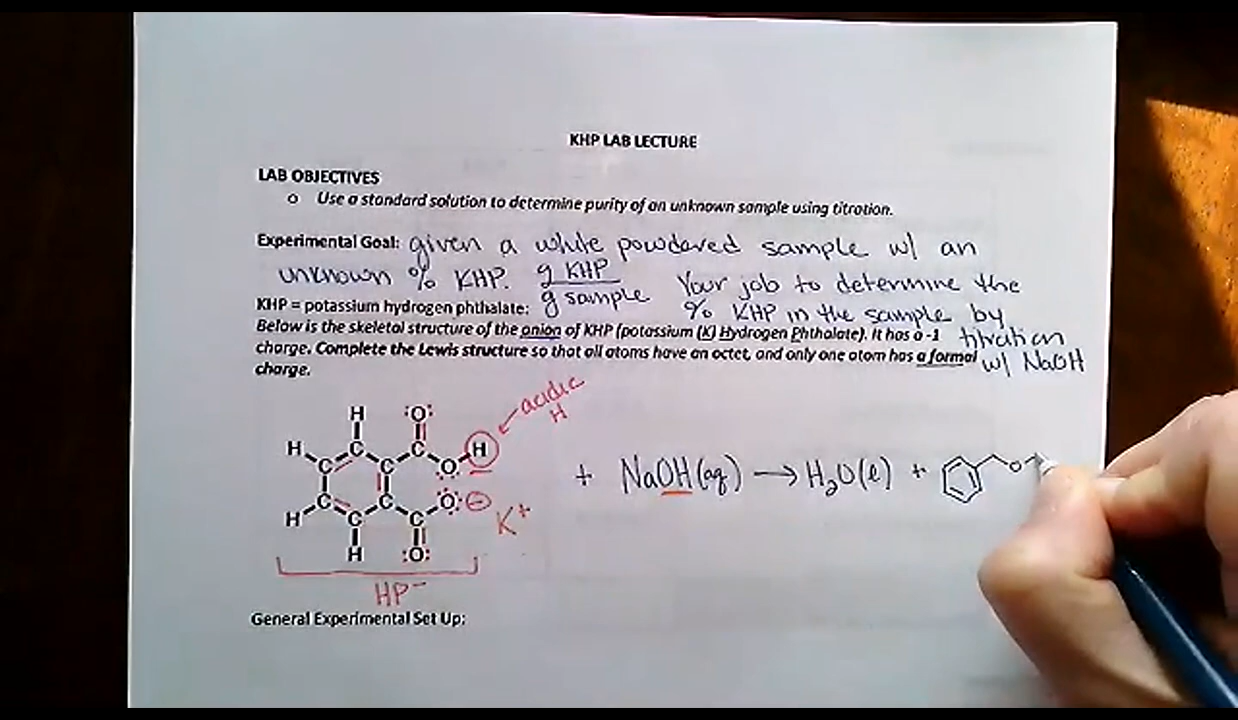 KHP LAB LECTURE
LAB OBJECTIVES
o Use a standard solution to determine purity of an unknown sample using titration.
Experimental Goal: given a white powdered sample w/ an
unknown % KHP. g KHP / g sample Your job to determine the
% KHP in the sample by
titration
w/ NaOH
KHP = potassium hydrogen phthalate:
Below is the skeletal structure of the anion of KHP (potassium (K) Hydrogen Phthalate). It has a -1
charge. Complete the Lewis structure so that all atoms have an octet, and only one atom has a formal
charge.
acidic
H
H :O:
H C C O H
C C
C C O: ⊖ K⁺
H C C
H :O:
+ NaOH(aq) → H₂O(l) + O
HP⁻
General Experimental Set Up: